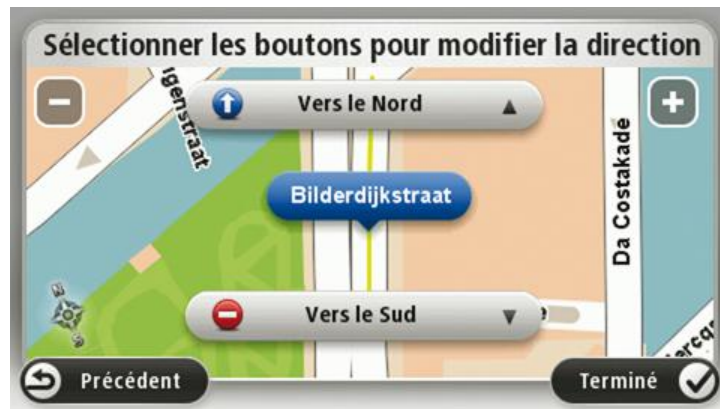 Sélectionner les boutons pour modifier la direction
Vers le Nord
Bilderdijkstraat
Da Costakade
Vers le Sud
Précédent
Terminé